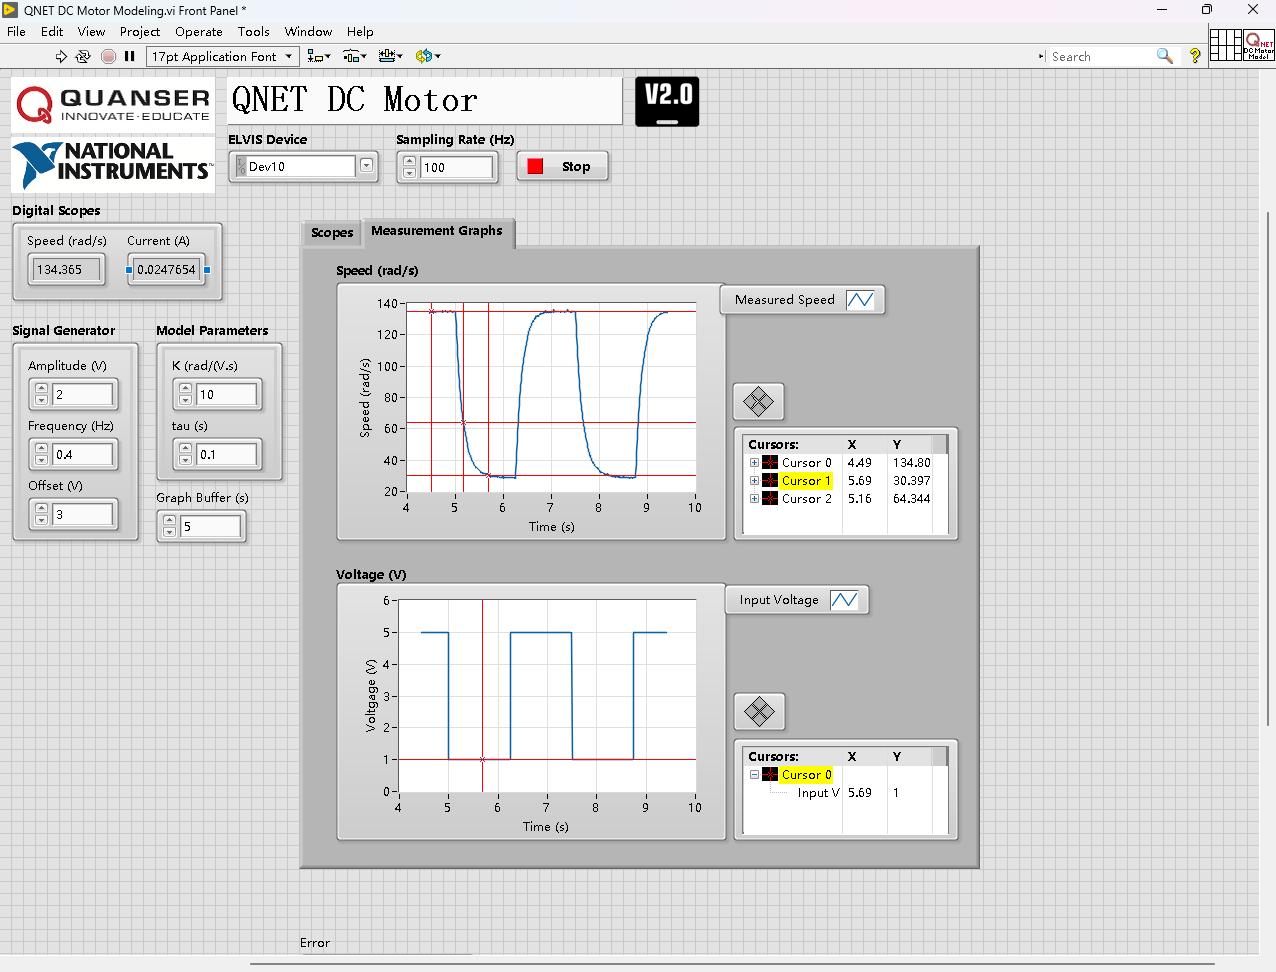 QNET DC Motor Modeling.vi Front Panel *
File Edit View Project Operate Tools Window Help
17pt Application Font
Search
?
QNET
DC Motor
Model
QUANSER
INNOVATE·EDUCATE
QNET DC Motor
V2.0
NATIONAL
INSTRUMENTS™
ELVIS Device
Dev10
Sampling Rate (Hz)
100
Stop
Digital Scopes
Speed (rad/s) Current (A)
134.365 0.0247654
Signal Generator
Amplitude (V)
2
Frequency (Hz)
0.4
Offset (V)
3
Model Parameters
K (rad/(V.s)
10
tau (s)
0.1
Graph Buffer (s)
5
Scopes Measurement Graphs
Speed (rad/s)
Measured Speed
140
120
100
80
60
40
20
Speed (rad/s)
4 5 6 7 8 9 10
Time (s)
Cursors: X Y
Cursor 0 4.49 134.80
Cursor 1 5.69 30.397
Cursor 2 5.16 64.344
Voltage (V)
Input Voltage
6
5
4
3
2
1
0
Voltgage (V)
4 5 6 7 8 9 10
Time (s)
Cursors: X Y
Cursor 0
Input V 5.69 1
Error